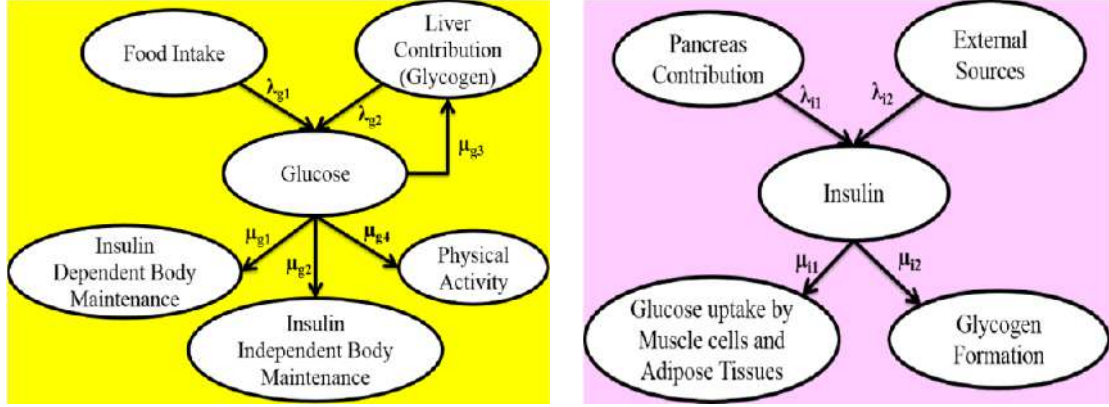 Food Intake
Liver
Contribution
(Glycogen)
λg1
λg2
μg3
Glucose
μg1
μg2
μg4
Insulin
Dependent Body
Maintenance
Physical
Activity
Insulin
Independent Body
Maintenance
Pancreas
Contribution
External
Sources
λi1
λi2
Insulin
μi1
μi2
Glucose uptake by
Muscle cells and
Adipose Tissues
Glycogen
Formation